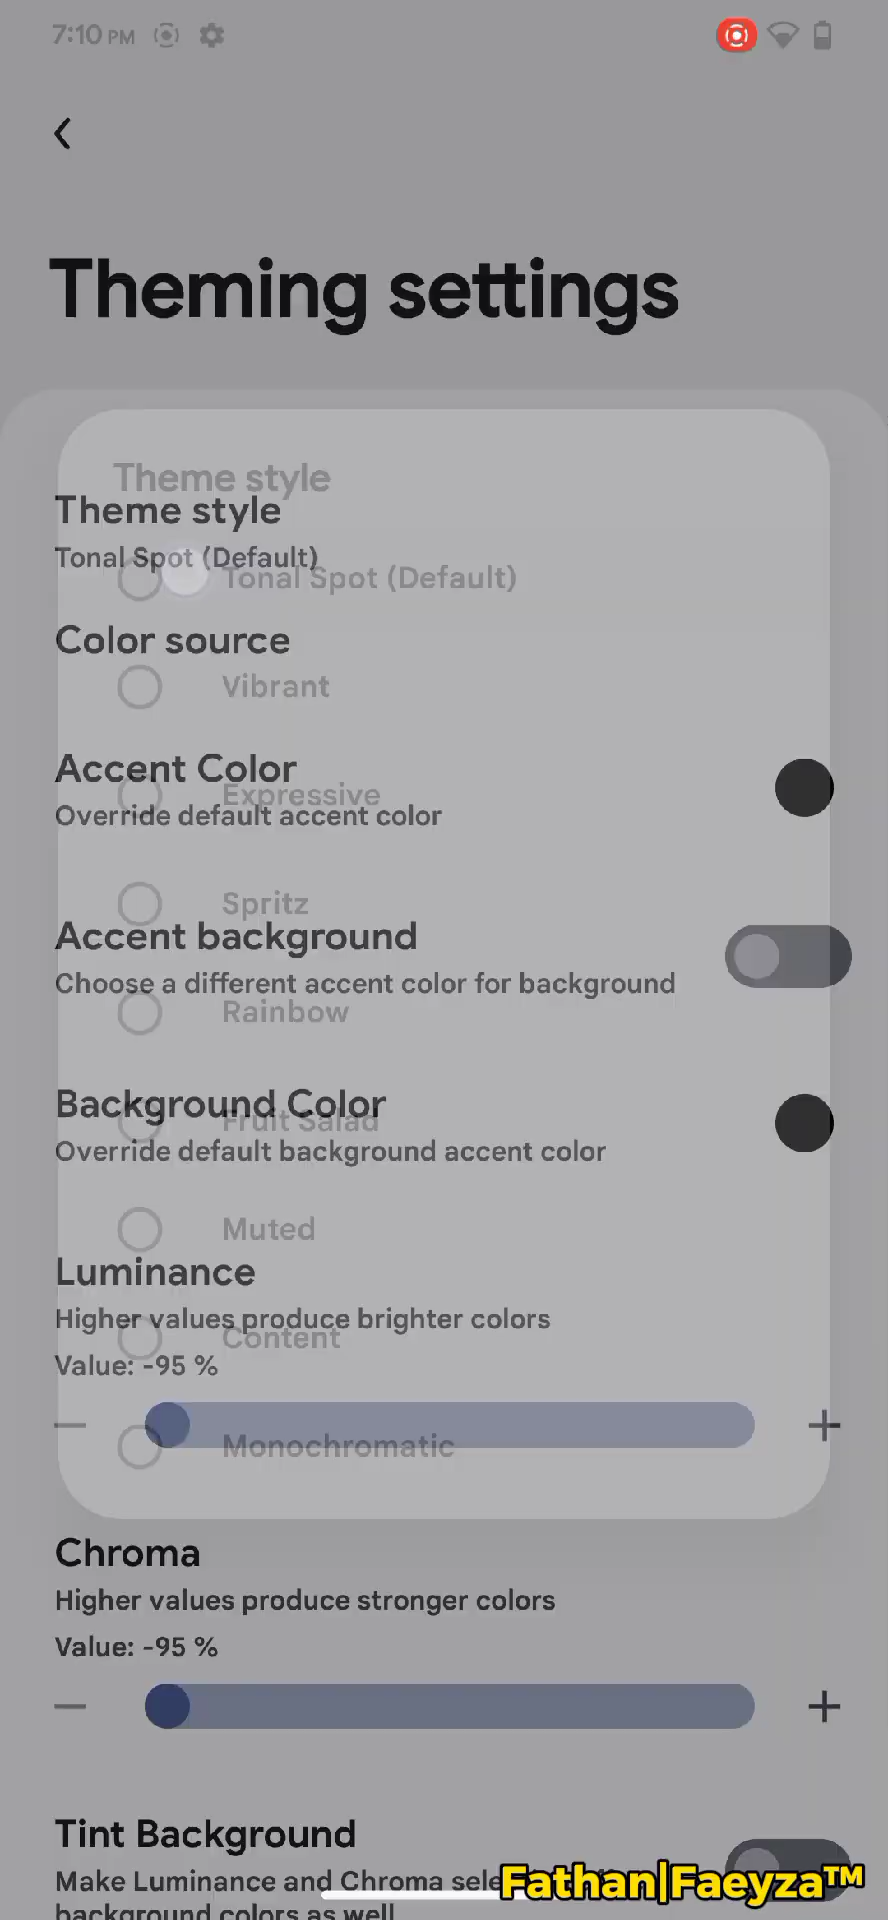 7:10 PM
Theming settings
Theme style
Theme style
Tonal Spot (Default)
Tonal Spot (Default)
Color source
Vibrant
Accent Color
Expressive
Override default accent color
Spritz
Accent background
Choose a different accent color for background
Rainbow
Background Color
Fruit Salad
Override default background accent color
Muted
Luminance
Higher values produce brighter colors
Content
Value: -95 %
Monochromatic
Chroma
Higher values produce stronger colors
Value: -95 %
Tint Background
Make Luminance and Chroma
Fathan|Faeyza™
background colors as well